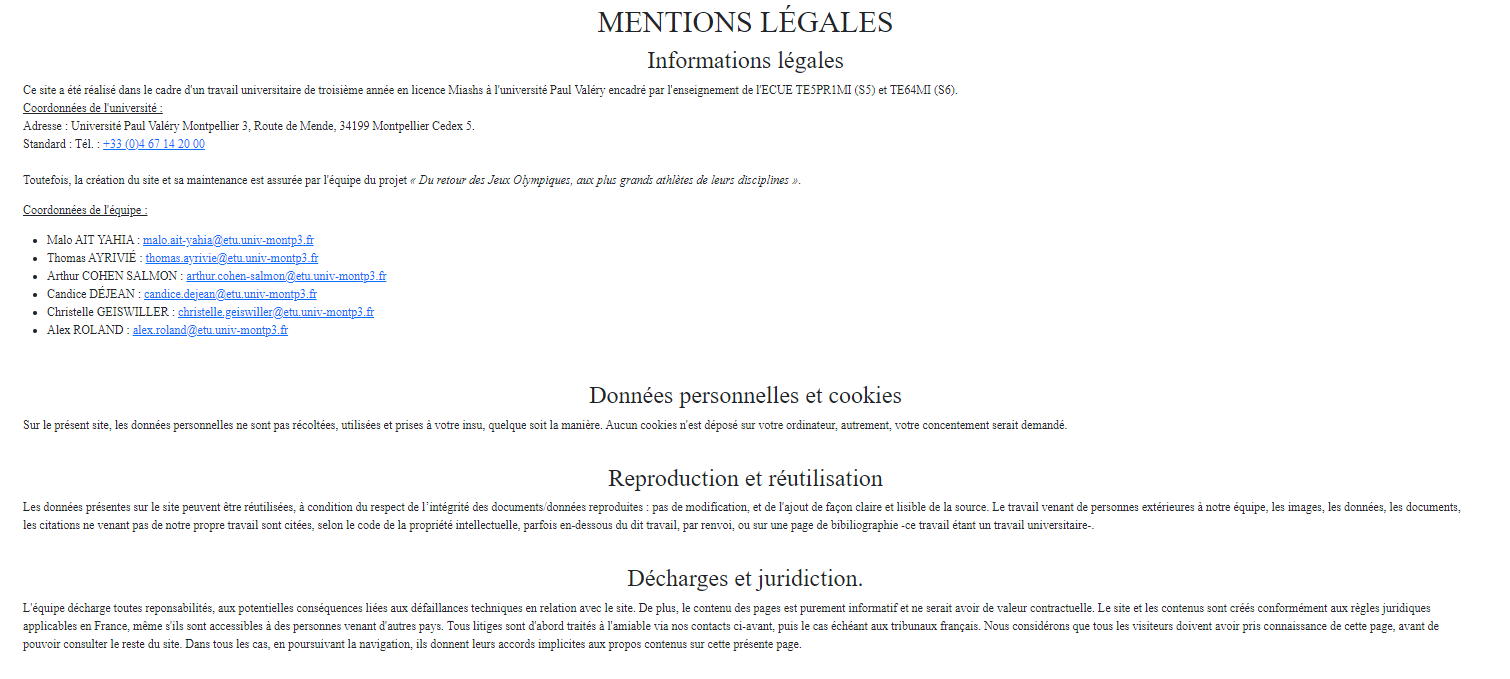 MENTIONS LÉGALES
Informations légales
Ce site a été réalisé dans le cadre d'un travail universitaire de troisième année en licence Miashs à l'université Paul Valéry encadré par l'enseignement de l'ECUE TE5PR1MI (S5) et TE64MI (S6).
Coordonnées de l'université :
Adresse : Université Paul Valéry Montpellier 3, Route de Mende, 34199 Montpellier Cedex 5.
Standard : Tél. : +33 (0)4 67 14 20 00
Toutefois, la création du site et sa maintenance est assurée par l'équipe du projet « Du retour des Jeux Olympiques, aux plus grands athlètes de leurs disciplines ».
Coordonnées de l'équipe :
• Malo AIT YAHIA : malo.ait-yahia@etu.univ-montp3.fr
• Thomas AYRIVIÉ : thomas.ayrivie@etu.univ-montp3.fr
• Arthur COHEN SALMON : arthur.cohen-salmon@etu.univ-montp3.fr
• Candice DÉJEAN : candice.dejean@etu.univ-montp3.fr
• Christelle GEISWILLER : christelle.geiswiller@etu.univ-montp3.fr
• Alex ROLAND : alex.roland@etu.univ-montp3.fr
Données personnelles et cookies
Sur le présent site, les données personnelles ne sont pas récoltées, utilisées et prises à votre insu, quelque soit la manière. Aucun cookies n'est déposé sur votre ordinateur, autrement, votre concentement serait demandé.
Reproduction et réutilisation
Les données présentes sur le site peuvent être réutilisées, à condition du respect de l’intégrité des documents/données reproduites : pas de modification, et de l'ajout de façon claire et lisible de la source. Le travail venant de personnes extérieures à notre équipe, les images, les données, les documents,
les citations ne venant pas de notre propre travail sont citées, selon le code de la propriété intellectuelle, parfois en-dessous du dit travail, par renvoi, ou sur une page de bibiliographie -ce travail étant un travail universitaire-.
Décharges et juridiction.
L'équipe décharge toutes reponsabilités, aux potentielles conséquences liées aux défaillances techniques en relation avec le site. De plus, le contenu des pages est purement informatif et ne serait avoir de valeur contractuelle. Le site et les contenus sont créés conformément aux règles juridiques
applicables en France, même s'ils sont accessibles à des personnes venant d'autres pays. Tous litiges sont d'abord traités à l'amiable via nos contacts ci-avant, puis le cas échéant aux tribunaux français. Nous considérons que tous les visiteurs doivent avoir pris connaissance de cette page, avant de
pouvoir consulter le reste du site. Dans tous les cas, en poursuivant la navigation, ils donnent leurs accords implicites aux propos contenus sur cette présente page.